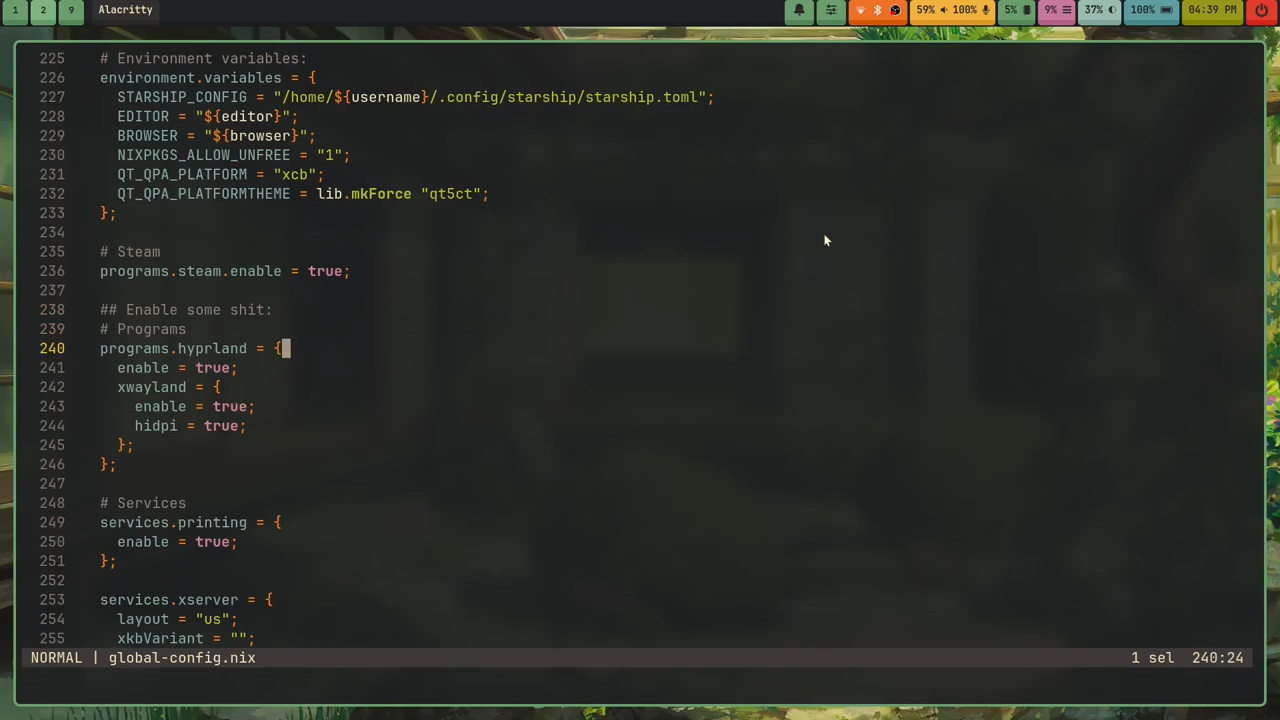 1 2 9 Alacritty 59% 100% 5% 9% 37% 100% 04:39 PM
225 # Environment variables:
226 environment.variables = {
227 STARSHIP_CONFIG = "/home/${username}/.config/starship/starship.toml";
228 EDITOR = "${editor}";
229 BROWSER = "${browser}";
230 NIXPKGS_ALLOW_UNFREE = "1";
231 QT_QPA_PLATFORM = "xcb";
232 QT_QPA_PLATFORMTHEME = lib.mkForce "qt5ct";
233 };
234
235 # Steam
236 programs.steam.enable = true;
237
238 ## Enable some shit:
239 # Programs
240 programs.hyprland = {
241 enable = true;
242 xwayland = {
243 enable = true;
244 hidpi = true;
245 };
246 };
247
248 # Services
249 services.printing = {
250 enable = true;
251 };
252
253 services.xserver = {
254 layout = "us";
255 xkbVariant = "";
NORMAL | global-config.nix 1 sel 240:24